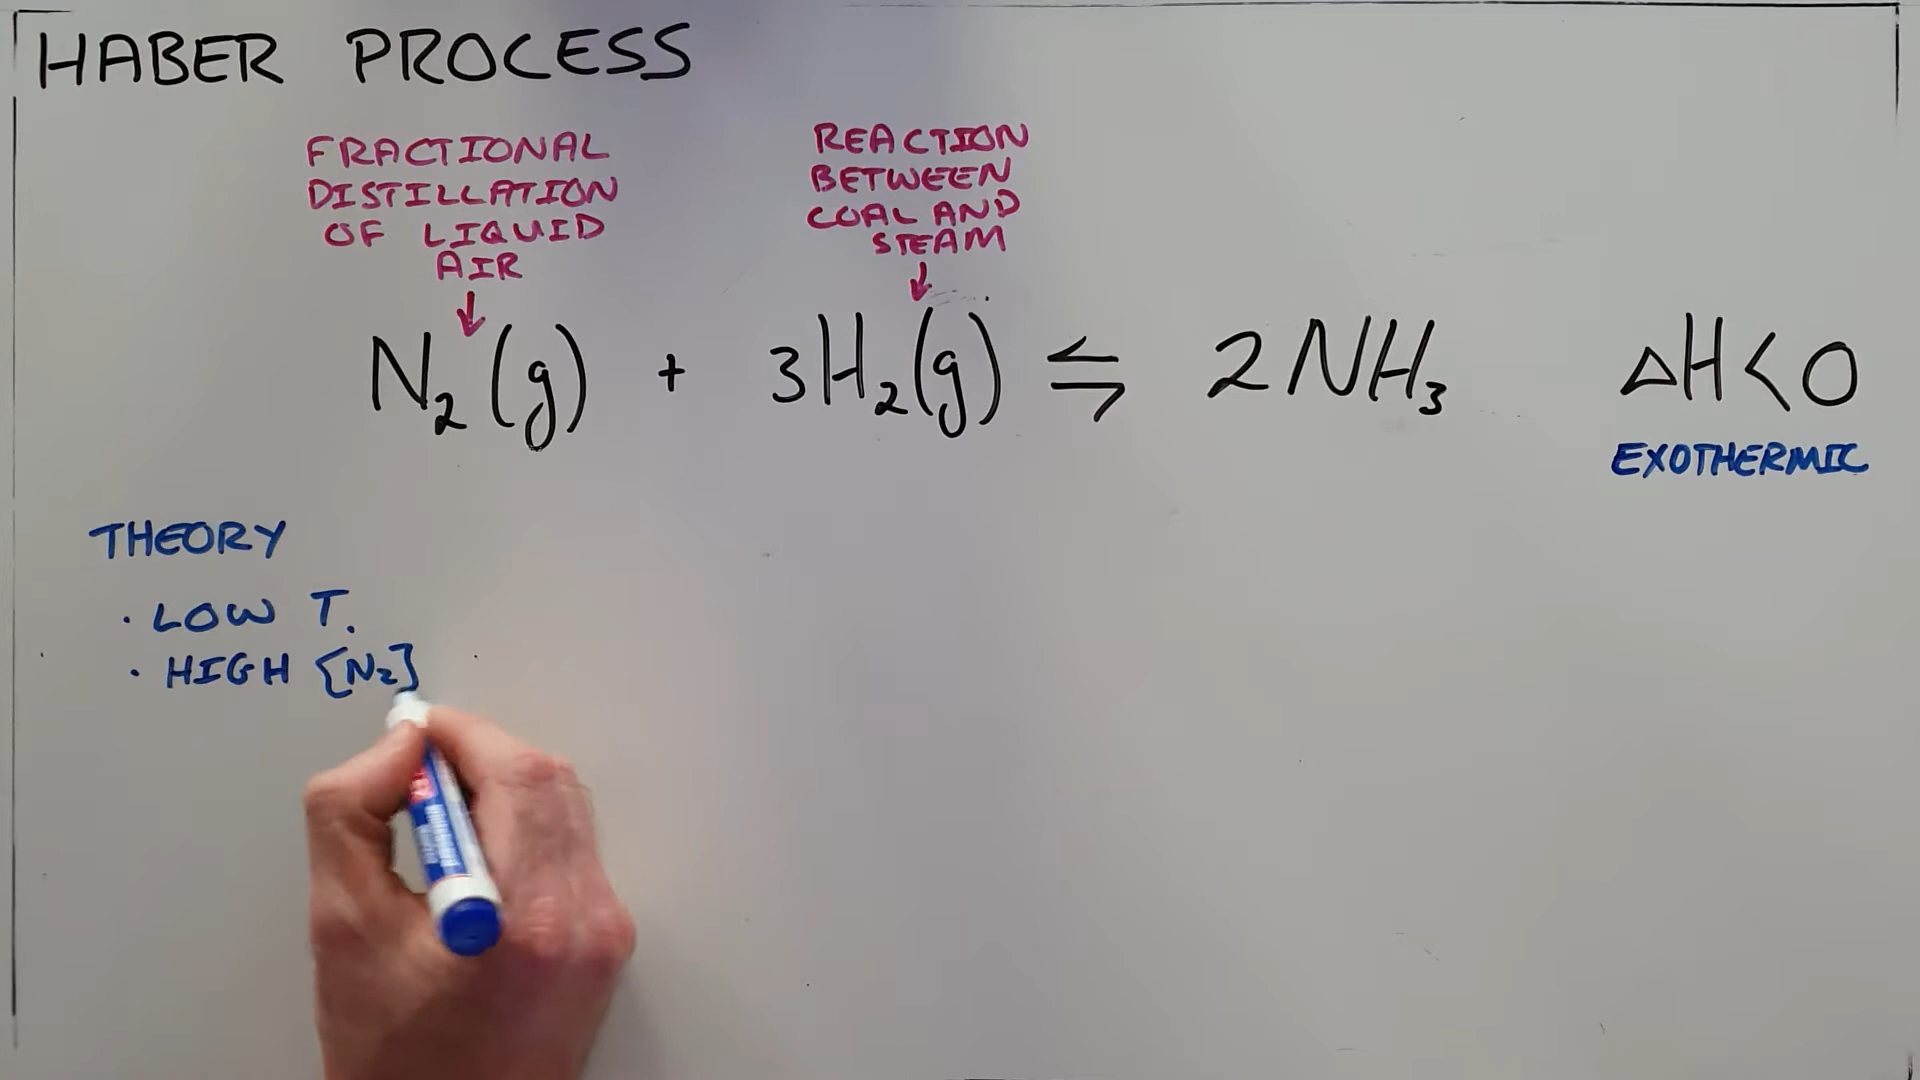 HABER PROCESS
FRACTIONAL
DISTILLATION
OF LIQUID
AIR
REACTION
BETWEEN
COAL AND
STEAM
N₂(g) + 3H₂(g) ⇋ 2NH₃ ΔH<0
EXOTHERMIC
THEORY
· LOW T.
· HIGH [N₂]